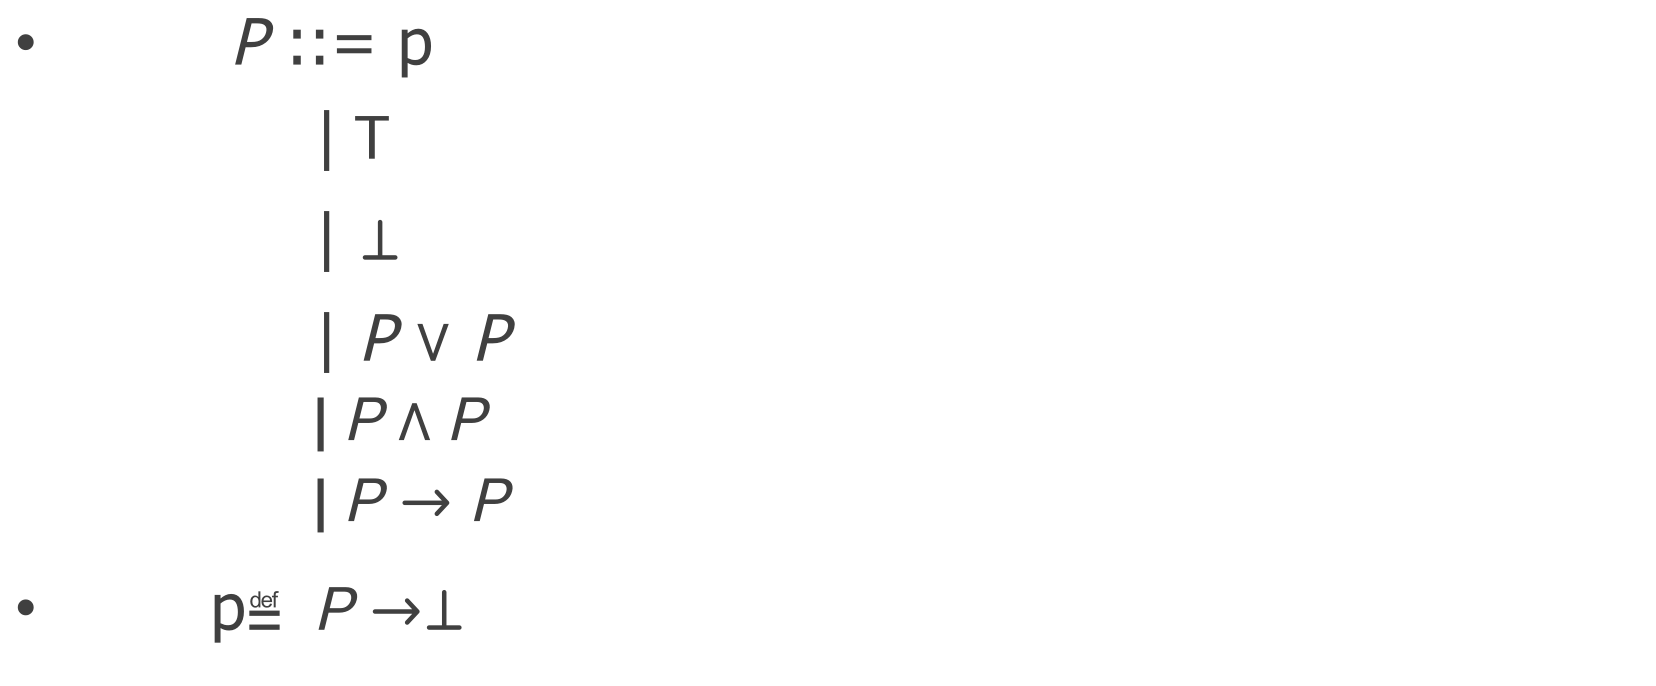 • P ::= p
| ⊤
| ⊥
| P ∨ P
| P ∧ P
| P → P
• p ≝ P →⊥